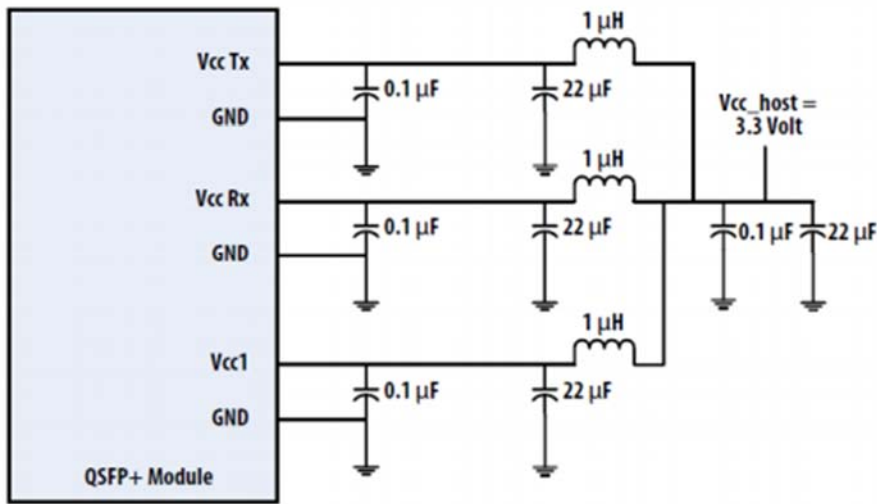 1 μH
Vcc Tx
0.1 μF
22 μF
Vcc_host =
3.3 Volt
GND
1 μH
Vcc Rx
0.1 μF
22 μF
0.1 μF
22 μF
GND
1 μH
Vcc1
0.1 μF
22 μF
GND
QSFP+ Module